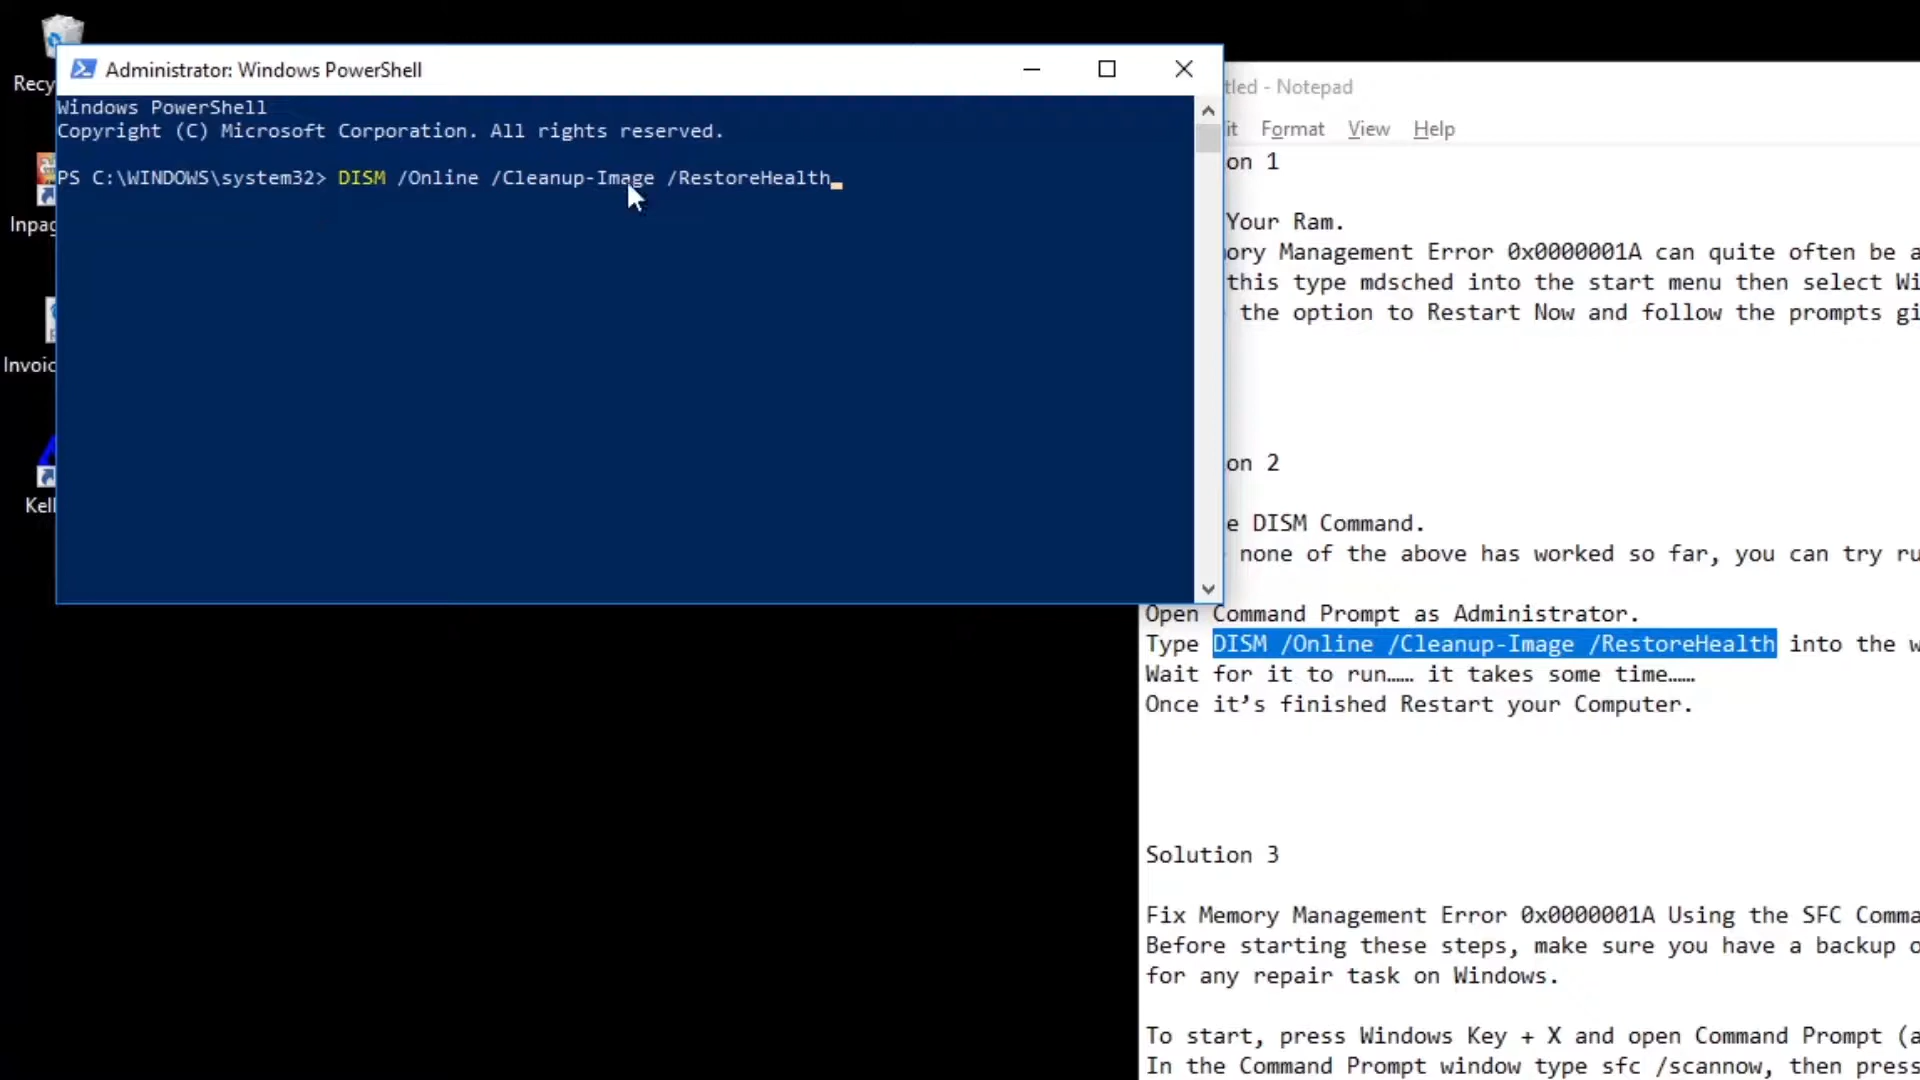 Recy
Inpag
Invoic
Kell
Administrator: Windows PowerShell
Windows PowerShell
Copyright (C) Microsoft Corporation. All rights reserved.
PS C:\WINDOWS\system32> DISM /Online /Cleanup-Image /RestoreHealth
tled - Notepad
it Format View Help
on 1
Your Ram.
ory Management Error 0x0000001A can quite often be a
this type mdsched into the start menu then select Wi
the option to Restart Now and follow the prompts gi
on 2
e DISM Command.
none of the above has worked so far, you can try ru
Open Command Prompt as Administrator.
Type DISM /Online /Cleanup-Image /RestoreHealth into the w
Wait for it to run…… it takes some time……
Once it’s finished Restart your Computer.
Solution 3
Fix Memory Management Error 0x0000001A Using the SFC Comma
Before starting these steps, make sure you have a backup o
for any repair task on Windows.
To start, press Windows Key + X and open Command Prompt (a
In the Command Prompt window type sfc /scannow, then press